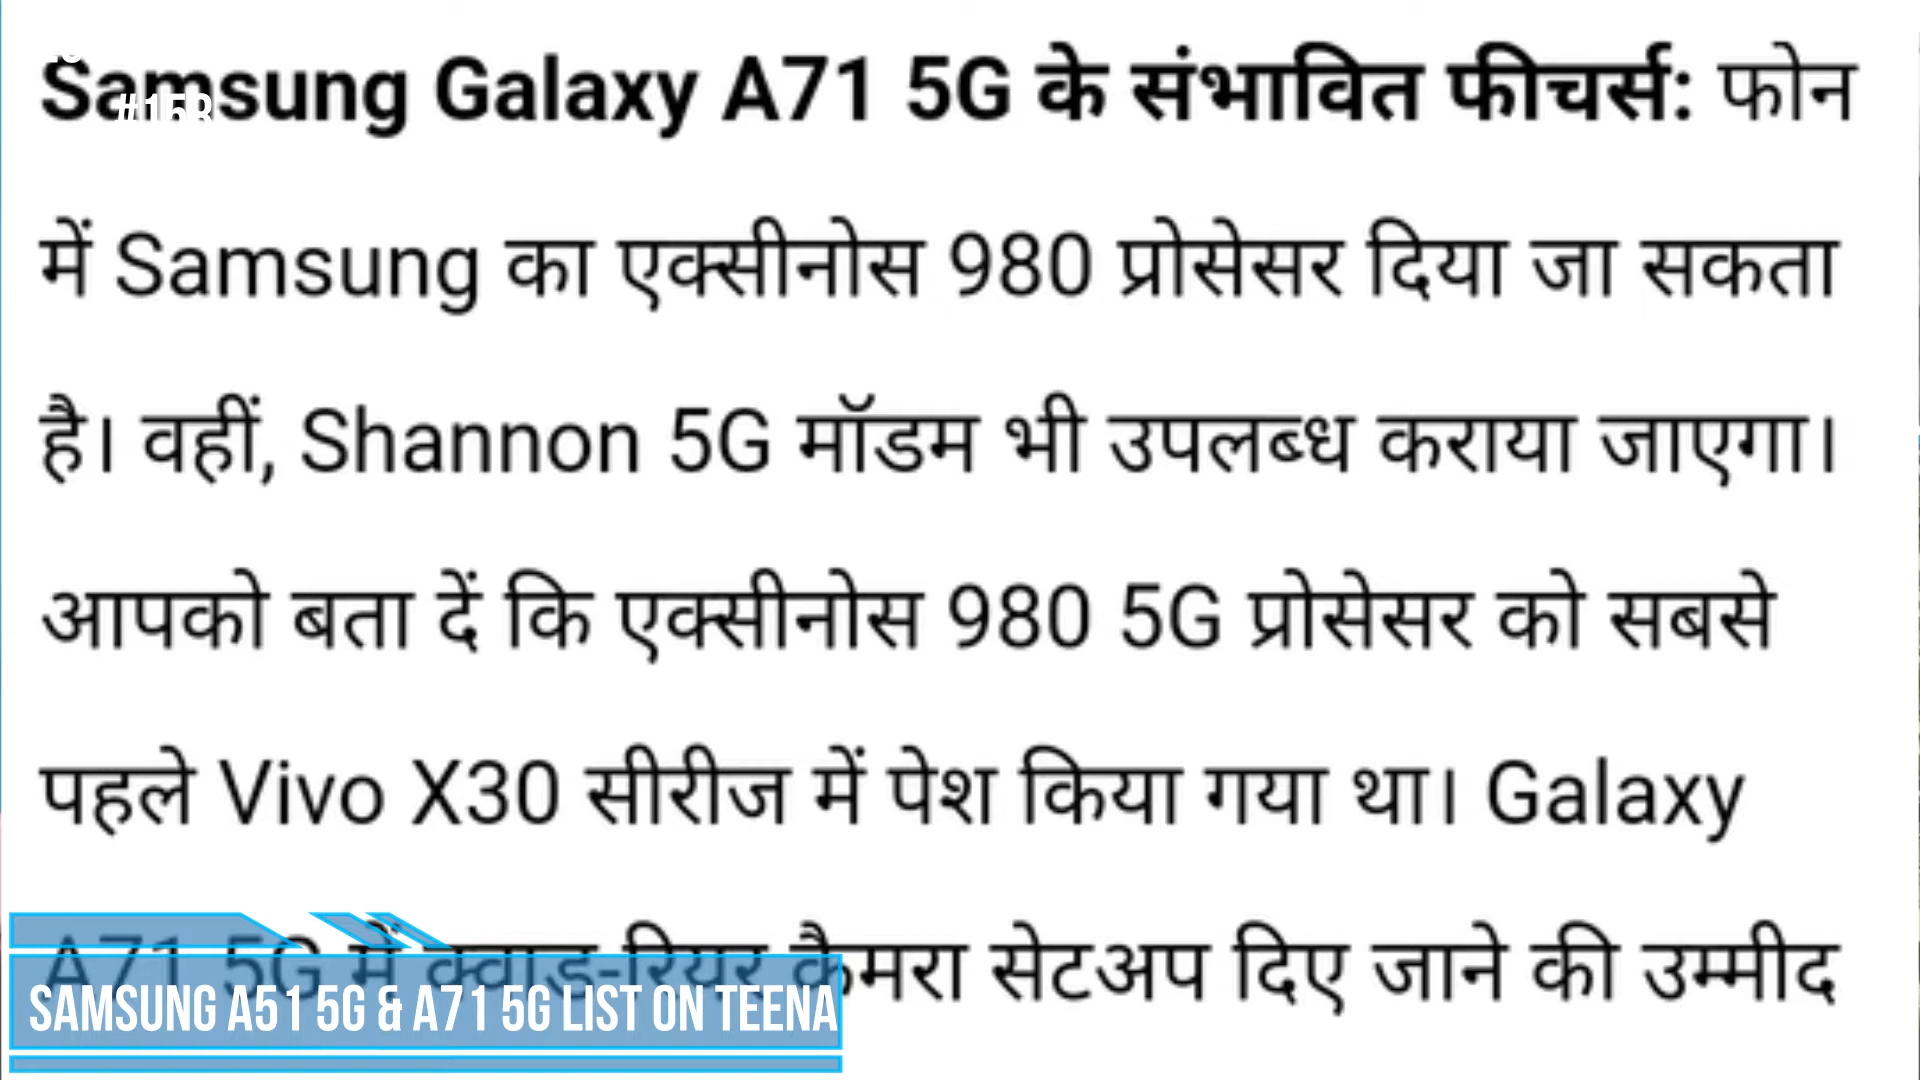 Samsung Galaxy A71 5G के संभावित फीचर्स: फोन
#153
में Samsung का एक्सीनोस 980 प्रोसेसर दिया जा सकता
है। वहीं, Shannon 5G मॉडम भी उपलब्ध कराया जाएगा।
आपको बता दें कि एक्सीनोस 980 5G प्रोसेसर को सबसे
पहले Vivo X30 सीरीज में पेश किया गया था। Galaxy
A71 5G में क्वाड-रियर कैमरा सेटअप दिए जाने की उम्मीद
SAMSUNG A51 5G & A71 5G LIST ON TEENA